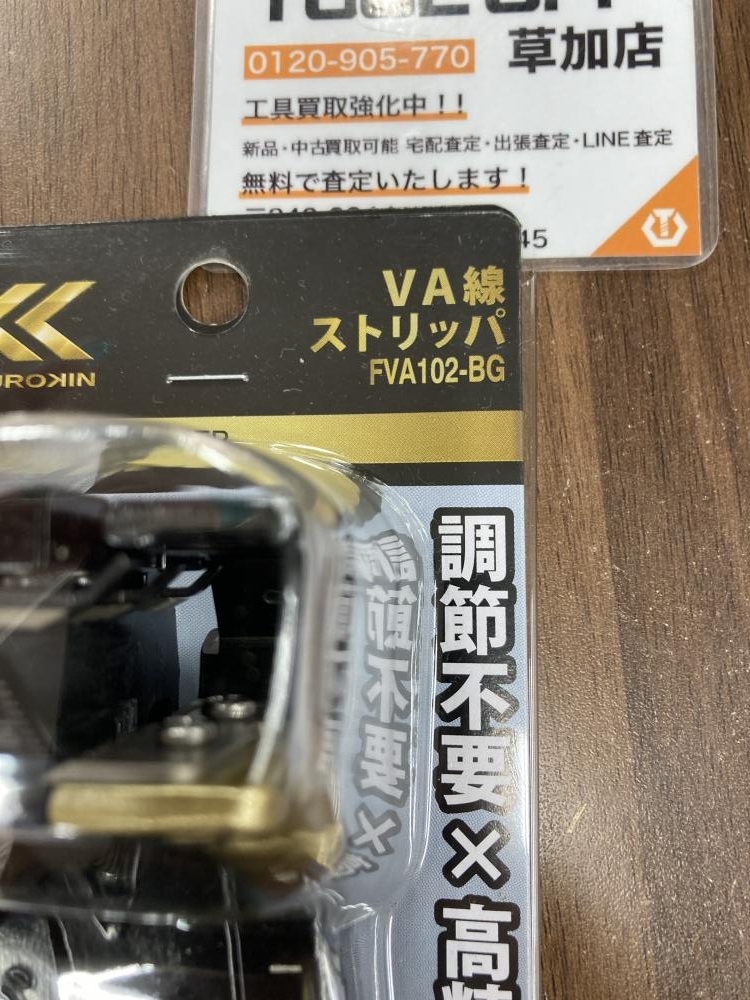 草加店
0120-905-770
工具買取強化中！！
新品・中古買取可能 宅配査定・出張査定・LINE査定
無料で査定いたします！
45
VA線
ストリッパ
FVA102-BG
UROKIN
調節不要×高精